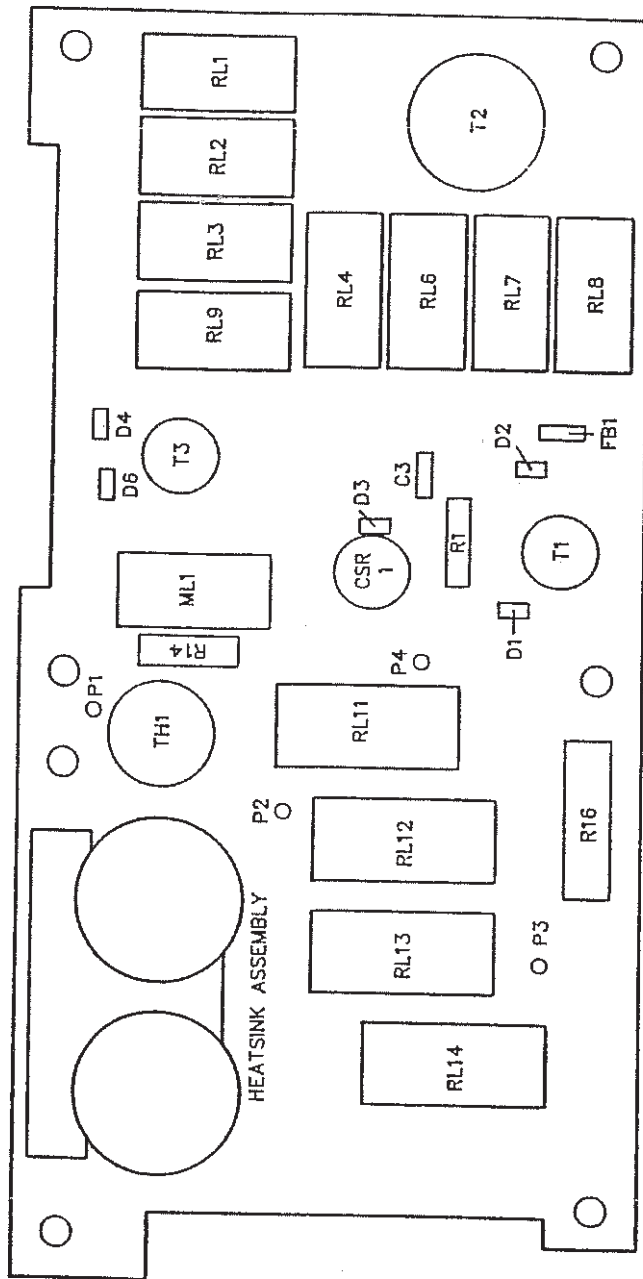 RL1
RL2
RL3
RL9
T2
RL4
RL6
RL7
RL8
D4
D6
T3
D3
C3
D2
FB1
CSR
1
R1
T1
D1
ML1
R14
P1
TH1
P4
RL11
P2
RL12
R16
RL13
P3
RL14
HEATSINK ASSEMBLY